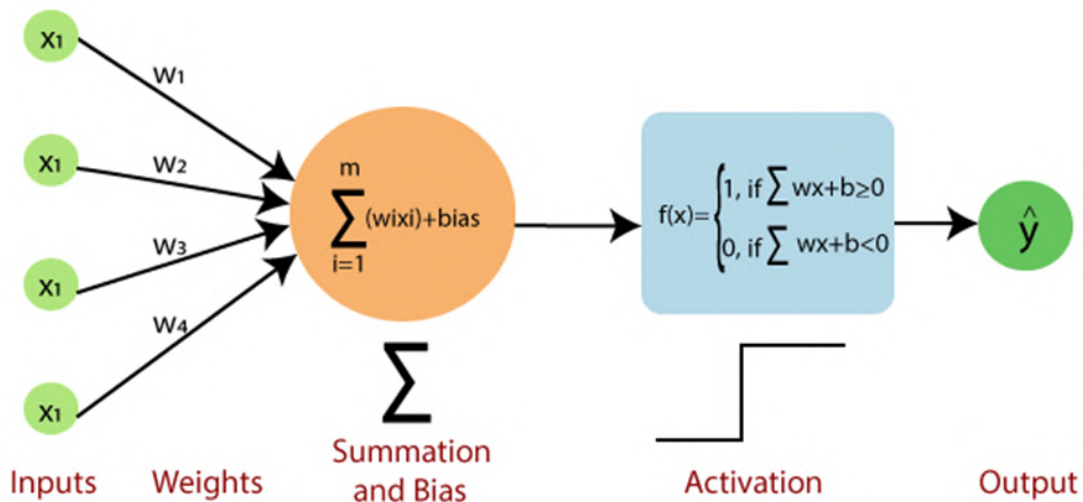 x1
w1
x1
w2
x1
w3
x1
w4
m
∑(wixi)+bias
i=1
f(x)={
1, if ∑ wx+b≥0
0, if ∑ wx+b<0
ŷ
∑
Inputs
Weights
Summation
and Bias
Activation
Output